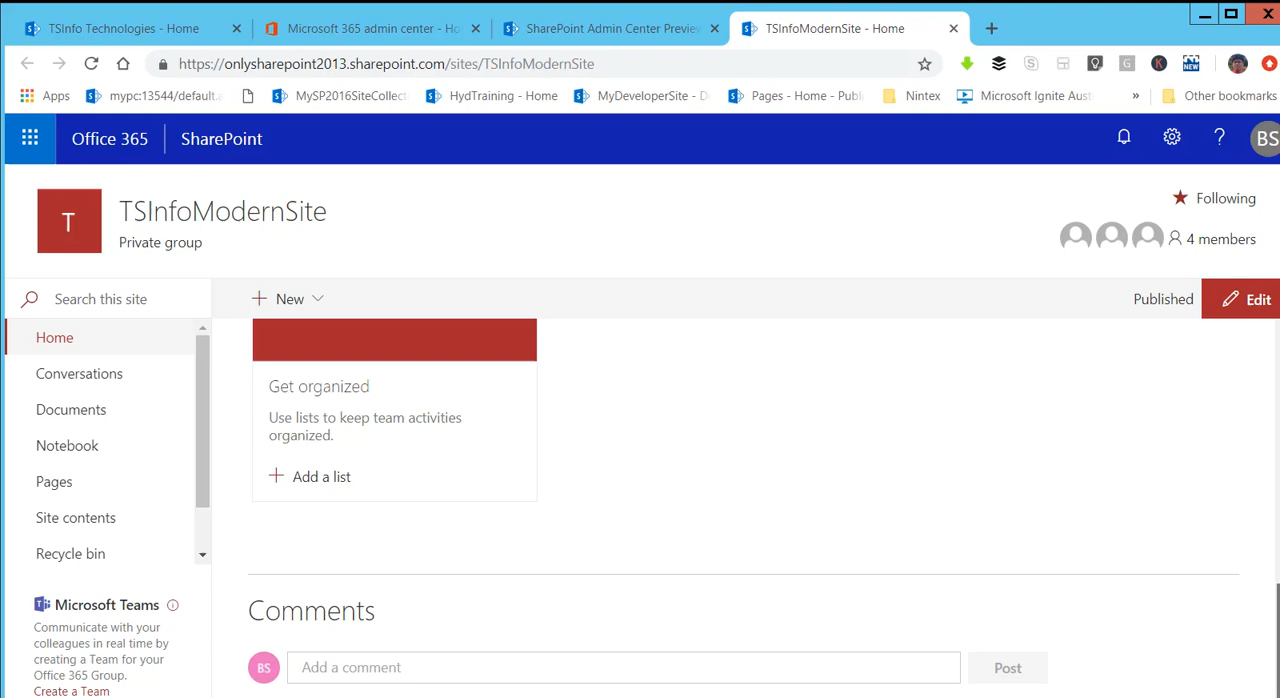 TSInfo Technologies - Home
Microsoft 365 admin center - Ho
SharePoint Admin Center Preview
TSInfoModernSite - Home
https://onlysharepoint2013.sharepoint.com/sites/TSInfoModernSite
G
K
NEW
Apps
mypc:13544/default.a
MySP2016SiteCollect
HydTraining - Home
MyDeveloperSite - D
Pages - Home - Publi
Nintex
Microsoft Ignite Aust
»
Other bookmarks
Office 365
SharePoint
?
BS
T
TSInfoModernSite
Private group
Following
4 members
Search this site
New
Published
Edit
Home
Conversations
Documents
Notebook
Pages
Site contents
Recycle bin
Get organized
Use lists to keep team activities
organized.
Add a list
Microsoft Teams
Communicate with your
colleagues in real time by
creating a Team for your
Office 365 Group.
Create a Team
Comments
BS
Add a comment
Post